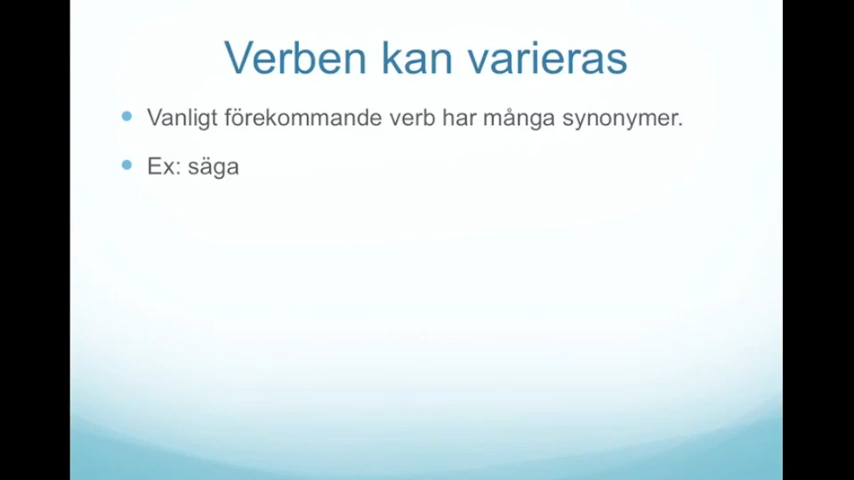 Verben kan varieras
Vanligt förekommande verb har många synonymer.
Ex: säga